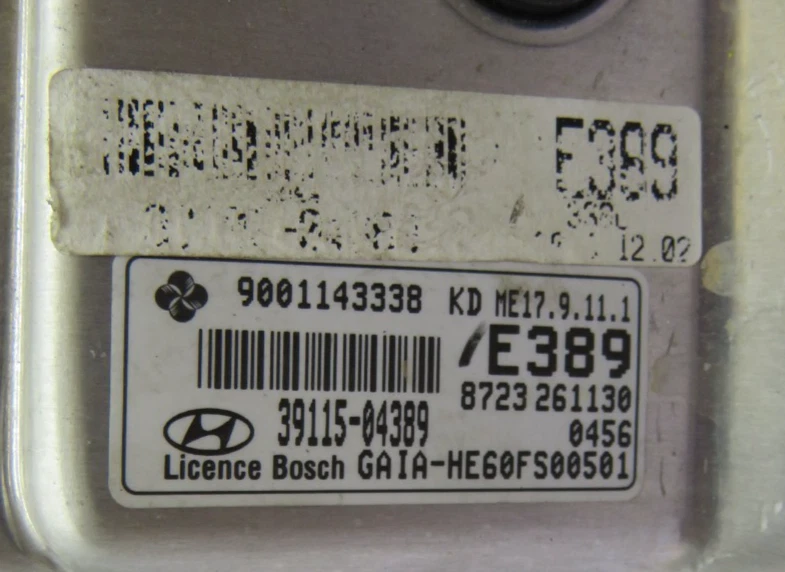 E389
12.02
9001143338 KD ME17.9.11.1
E389
8723 261130
39115-04389
0456
Licence Bosch GAIA-HE60FS00501